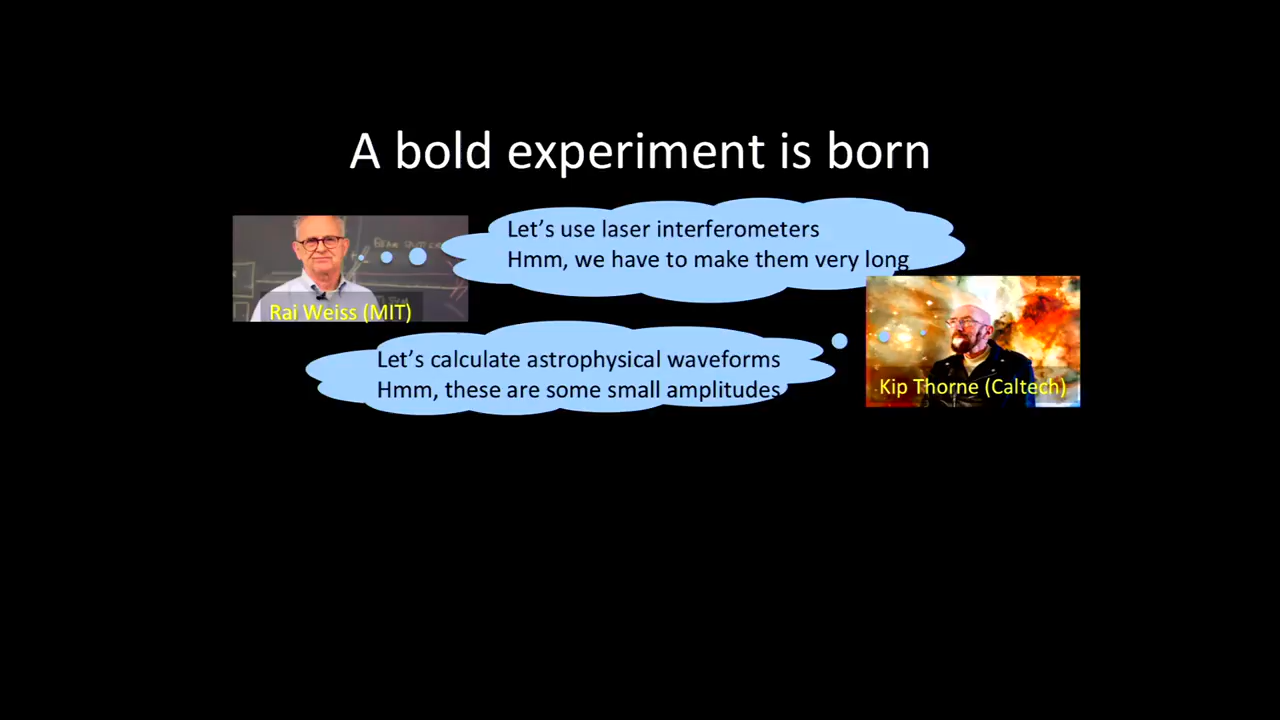 A bold experiment is born
Let’s use laser interferometers
Hmm, we have to make them very long
Rai Weiss (MIT)
Let’s calculate astrophysical waveforms
Hmm, these are some small amplitudes
Kip Thorne (Caltech)